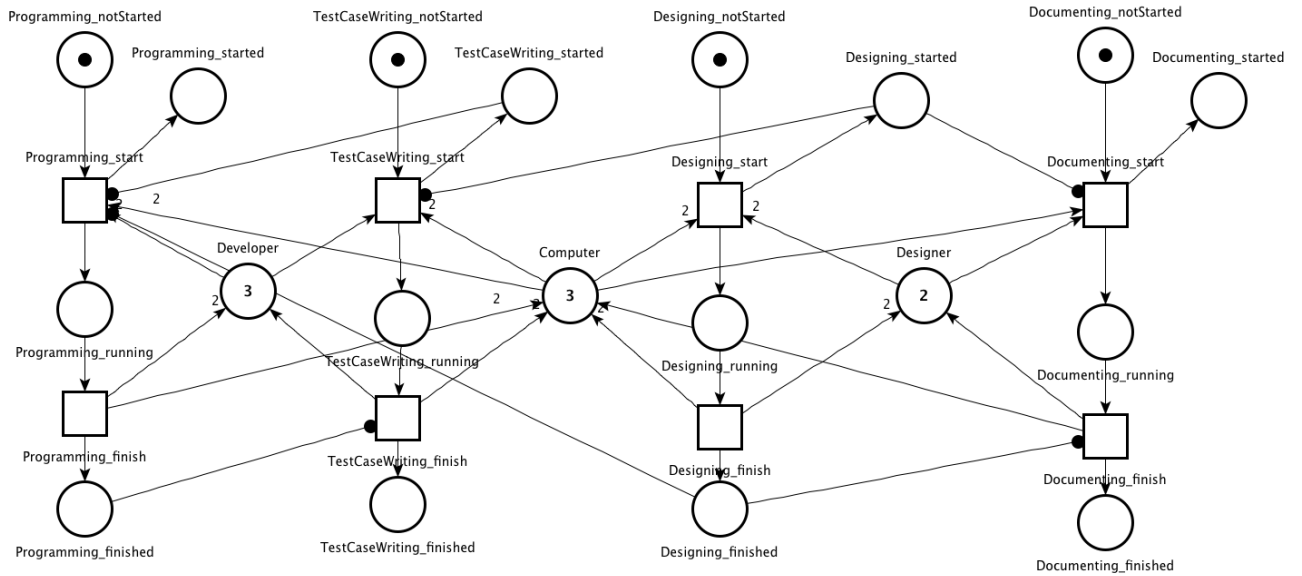 Programming_notStarted
TestCaseWriting_notStarted
Designing_notStarted
Documenting_notStarted
Programming_started
TestCaseWriting_started
Designing_started
Documenting_started
Programming_start
TestCaseWriting_start
Designing_start
Documenting_start
2
2
2
2
2
Developer
Computer
Designer
3
3
2
2
2
2
2
2
Programming_running
TestCaseWriting_running
Designing_running
Documenting_running
Programming_finish
TestCaseWriting_finish
Designing_finish
Documenting_finish
Programming_finished
TestCaseWriting_finished
Designing_finished
Documenting_finished